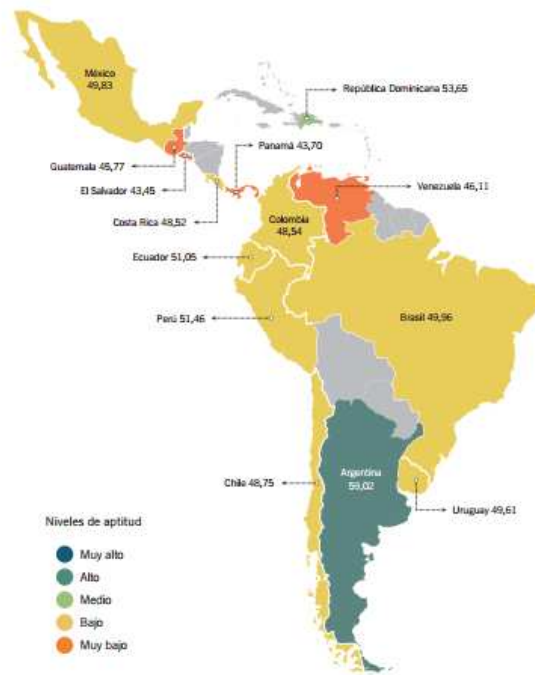 México
49,83
República Dominicana 53,65
Guatemala 45,77
Panamá 43,70
El Salvador 43,45
Venezuela 46,11
Costa Rica 48,52
Colombia
48,54
Ecuador 51,05
Perú 51,46
Brasil 49,96
Argentina
59,02
Chile 48,75
Uruguay 49,61
Niveles de aptitud
Muy alto
Alto
Medio
Bajo
Muy bajo